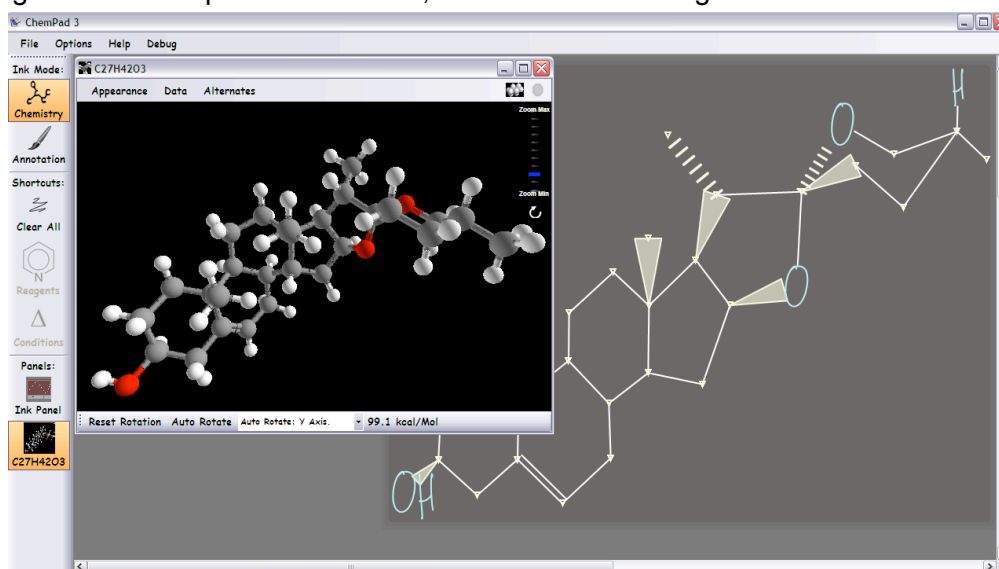 ChemPad 3
File Options Help Debug
Ink Mode:
Chemistry
Annotation
Shortcuts:
Clear All
N
Reagents
Δ
Conditions
Panels:
Ink Panel
C27H42O3
C27H42O3
Appearance Data Alternates
Zoom Max
Zoom Min
Reset Rotation Auto Rotate Auto Rotate: Y Axis. 99.1 kcal/Mol
H
O
O
OH